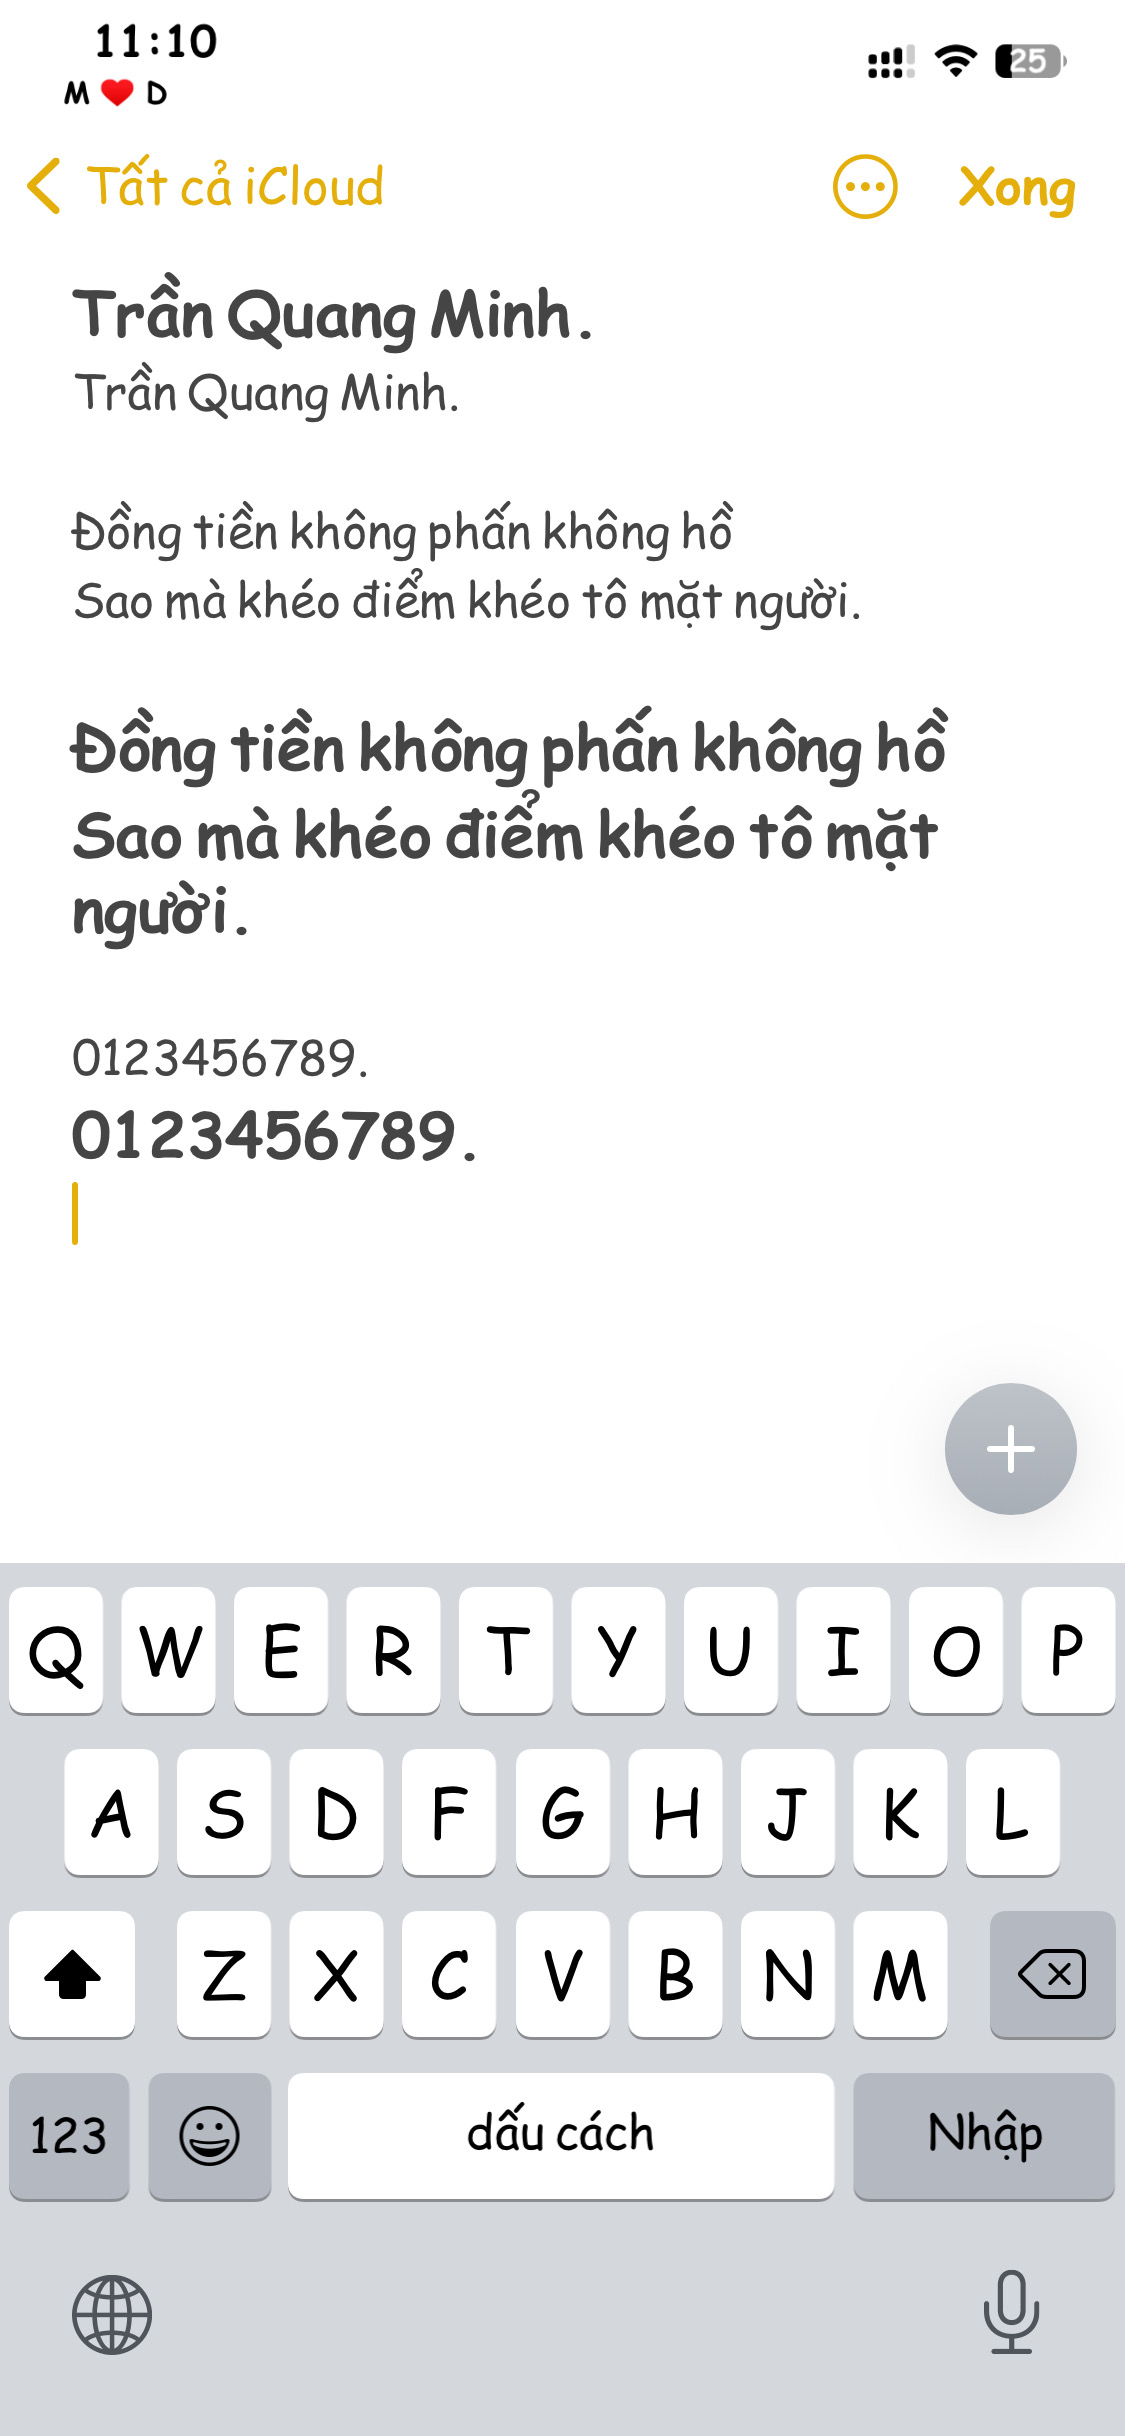 11:10
M ❤️ D
25
Tất cả iCloud
Xong
Trần Quang Minh.
Trần Quang Minh.
Đồng tiền không phấn không hồ
Sao mà khéo điểm khéo tô mặt người.
Đồng tiền không phấn không hồ
Sao mà khéo điểm khéo tô mặt
người.
0123456789.
0123456789.
Q W E R T Y U I O P
A S D F G H J K L
Z X C V B N M
123 dấu cách Nhập